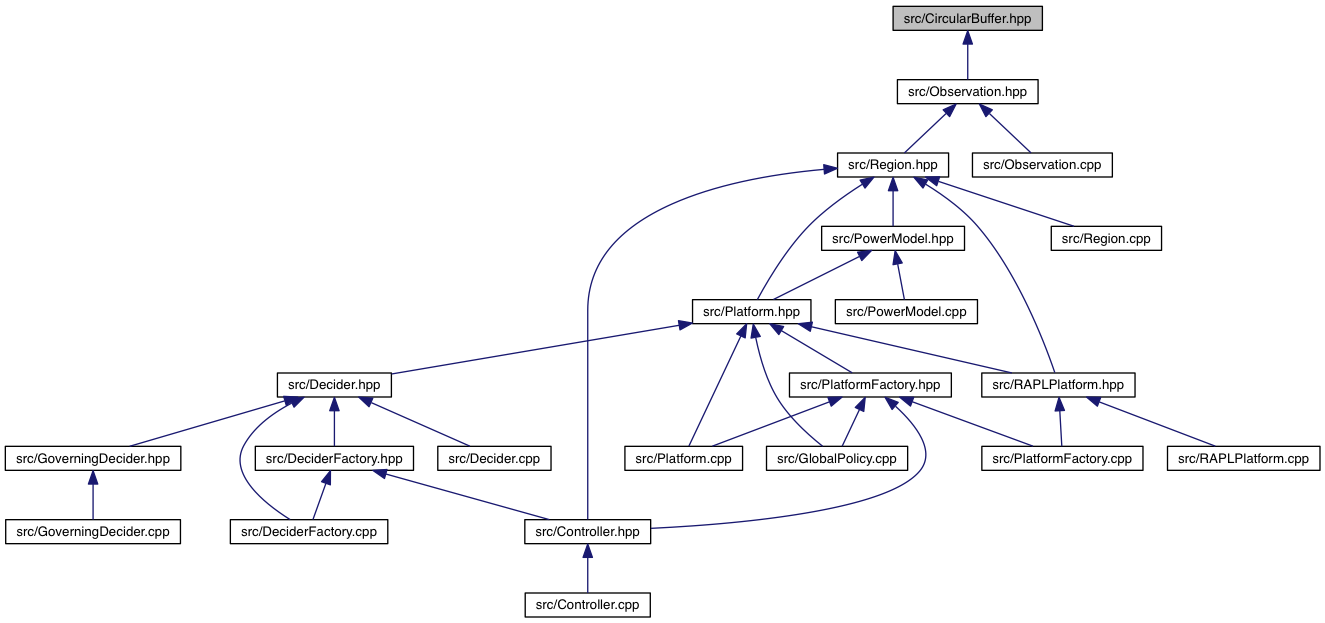 src/CircularBuffer.hpp
src/Observation.hpp
src/Region.hpp
src/Observation.cpp
src/PowerModel.hpp
src/Region.cpp
src/Platform.hpp
src/PowerModel.cpp
src/Decider.hpp
src/PlatformFactory.hpp
src/RAPLPlatform.hpp
src/GoverningDecider.hpp
src/DeciderFactory.hpp
src/Decider.cpp
src/Platform.cpp
src/GlobalPolicy.cpp
src/PlatformFactory.cpp
src/RAPLPlatform.cpp
src/GoverningDecider.cpp
src/DeciderFactory.cpp
src/Controller.hpp
src/Controller.cpp